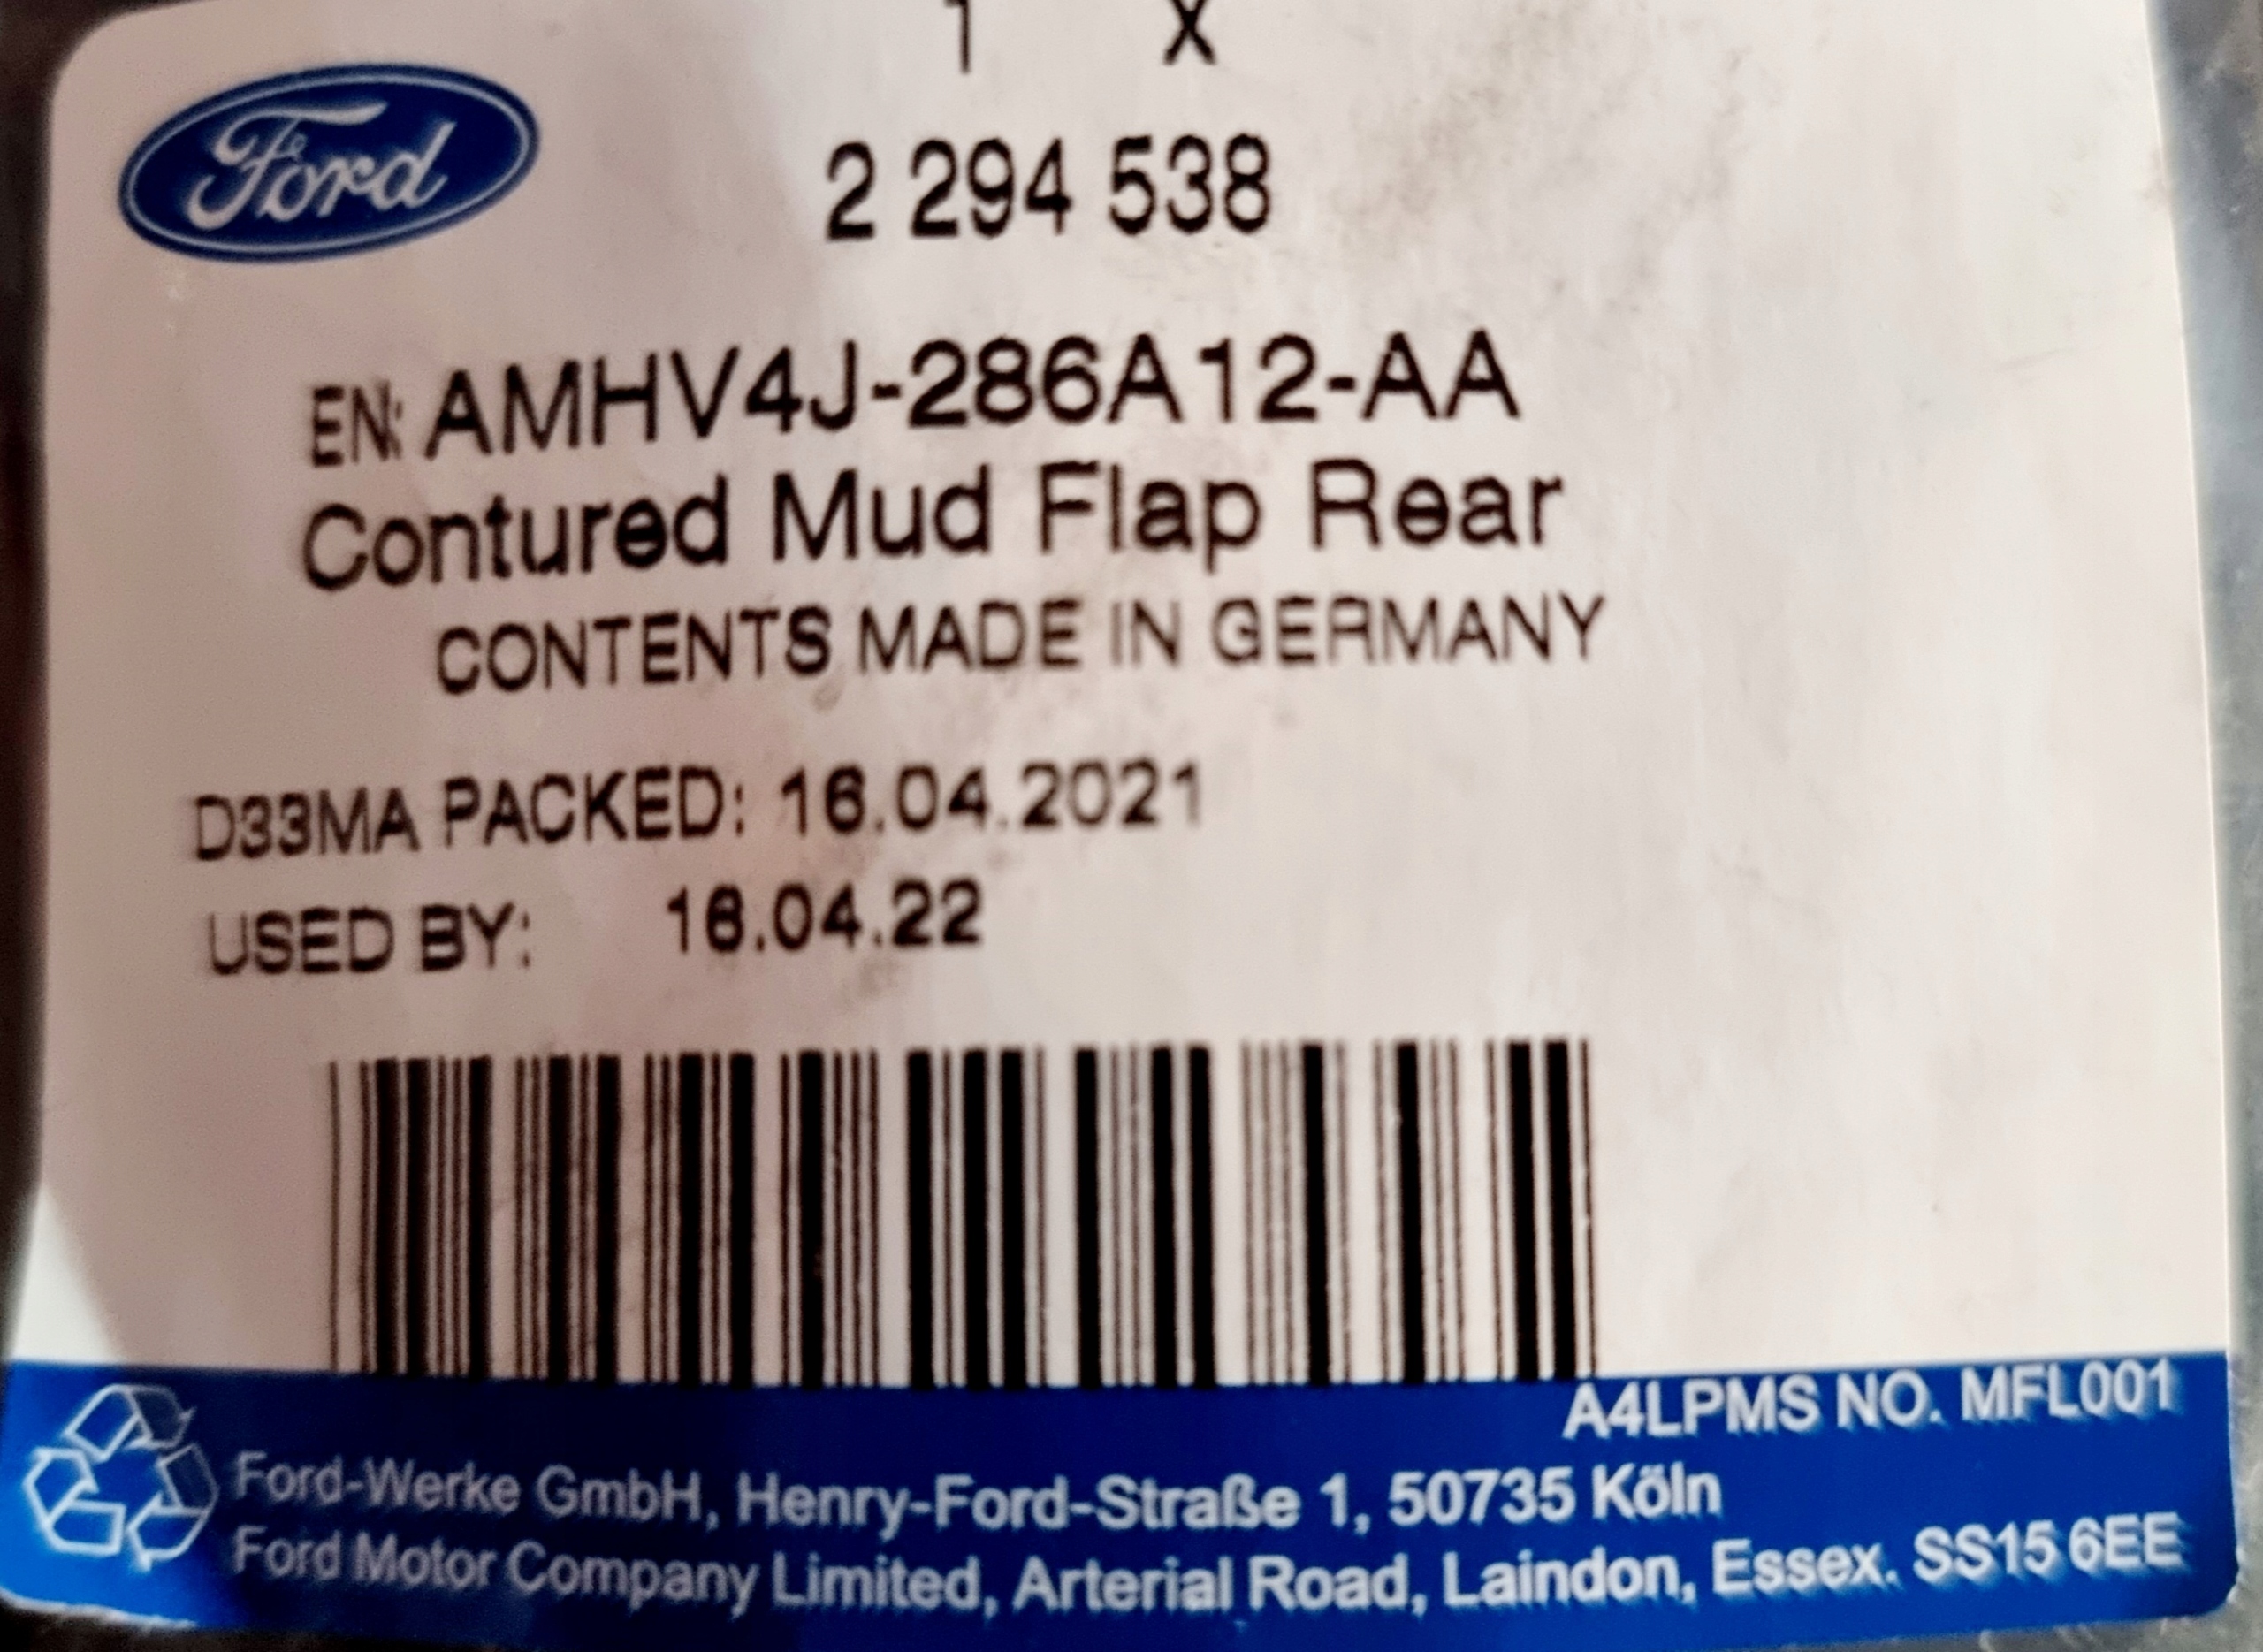 1 X
Ford
2 294 538
EN: AMHV4J-286A12-AA
Contured Mud Flap Rear
CONTENTS MADE IN GERMANY
D33MA PACKED: 16.04.2021
USED BY: 16.04.22
A4LPMS NO. MFL001
Ford-Werke GmbH, Henry-Ford-Straße 1, 50735 Köln
Ford Motor Company Limited, Arterial Road, Laindon, Essex. SS15 6EE